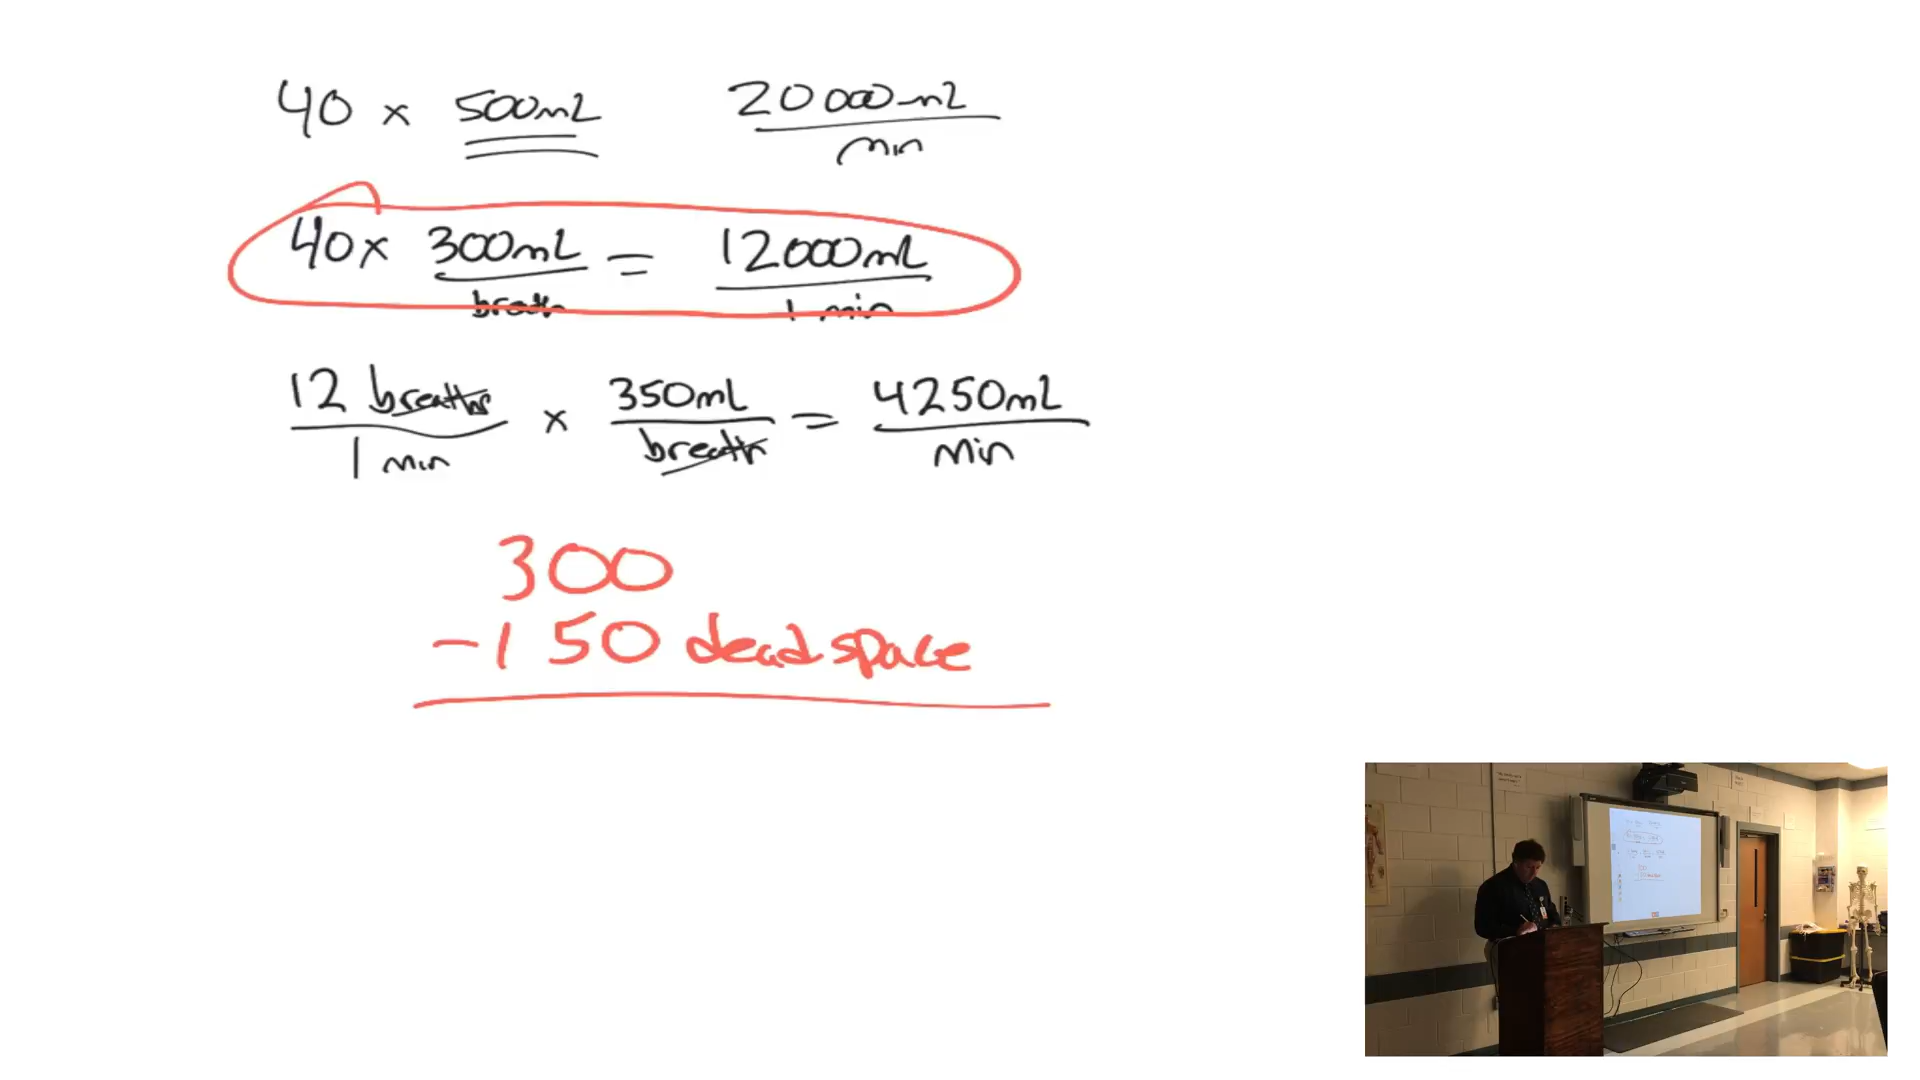 40 x 500mL 20000mL
min
40x 300mL = 12000mL
breath 1 min
12 breaths x 350mL = 4250mL
1 min breath min
300
-150 dead space